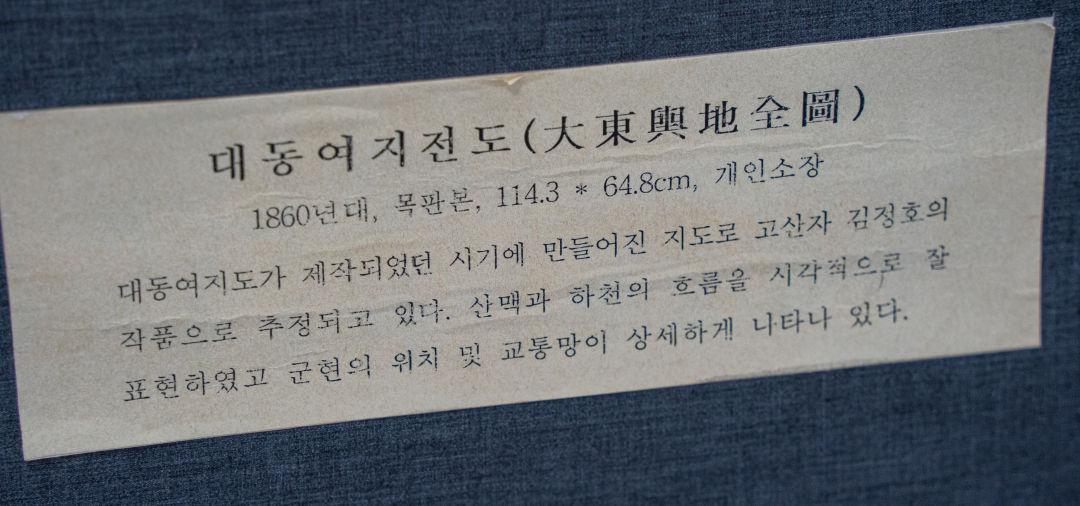 대동여지전도(大東輿地全圖)
1860년대, 목판본, 114.3 * 64.8cm, 개인소장
대동여지도가 제작되었던 시기에 만들어진 지도로 고산자 김정호의
작품으로 추정되고 있다. 산맥과 하천의 흐름을 시각적으로 잘
표현하였고 군현의 위치 및 교통망이 상세하게 나타나 있다.